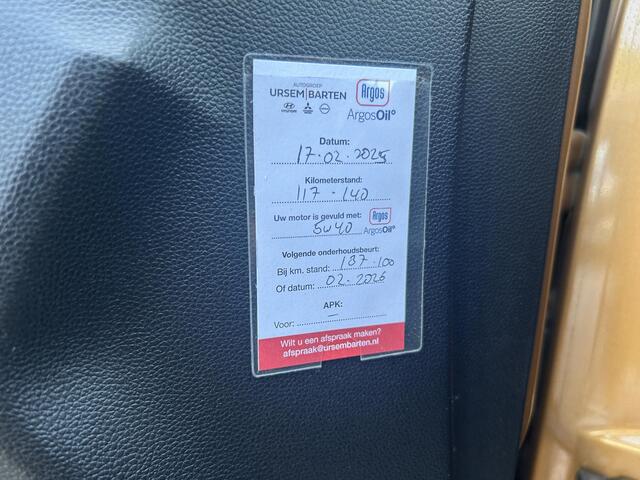 AUTOGROEP
URSEM|BARTEN
Argos
HYUNDAI
ArgosOil°
Datum:
17-02-2025
Kilometerstand:
117-140
Uw motor is gevuld met: Argos
5W40 ArgosOil°
Volgende onderhoudsbeurt:
Bij km. stand: 137.100
Of datum: 02-2026
APK:
Voor: —
Wilt u een afspraak maken?
afspraak@ursembarten.nl